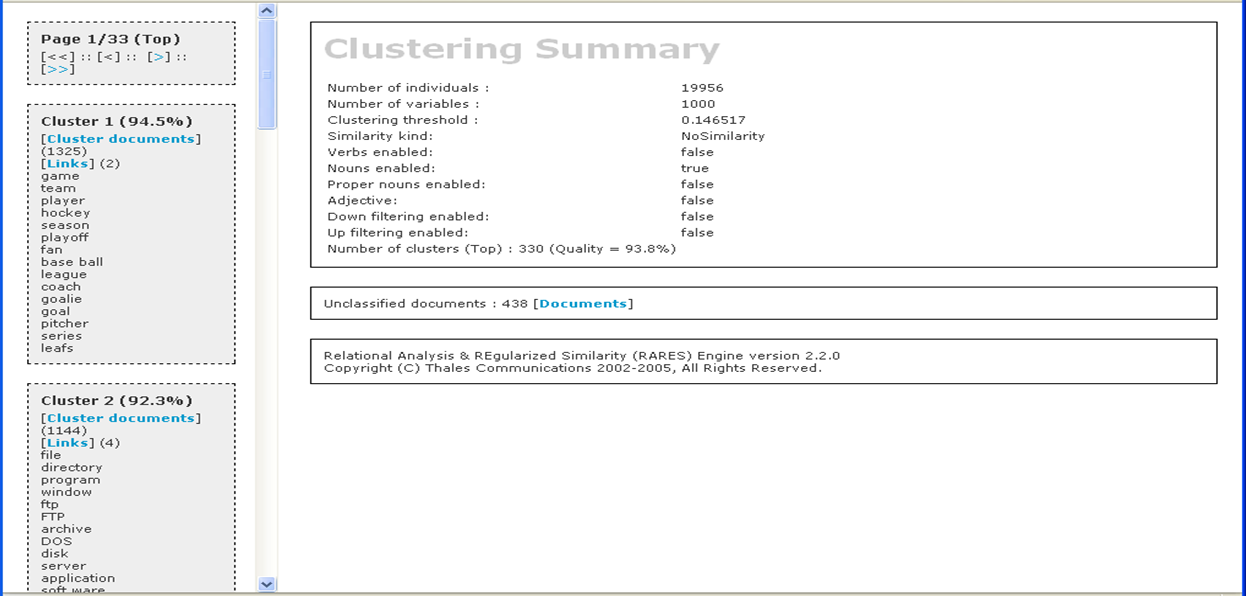 Page 1/33 (Top)
[<<] :: [<] :: [>] ::
[>>]
Cluster 1 (94.5%)
[Cluster documents]
(1325)
[Links] (2)
game
team
player
hockey
season
playoff
fan
base ball
league
coach
goalie
goal
pitcher
series
leafs
Cluster 2 (92.3%)
[Cluster documents]
(1144)
[Links] (4)
file
directory
program
window
ftp
FTP
archive
DOS
disk
server
application
soft ware
Clustering Summary
Number of individuals : 19956
Number of variables : 1000
Clustering threshold : 0.146517
Similarity kind: NoSimilarity
Verbs enabled: false
Nouns enabled: true
Proper nouns enabled: false
Adjective: false
Down filtering enabled: false
Up filtering enabled: false
Number of clusters (Top) : 330 (Quality = 93.8%)
Unclassified documents : 438 [Documents]
Relational Analysis & REgularized Similarity (RARES) Engine version 2.2.0
Copyright (C) Thales Communications 2002-2005, All Rights Reserved.